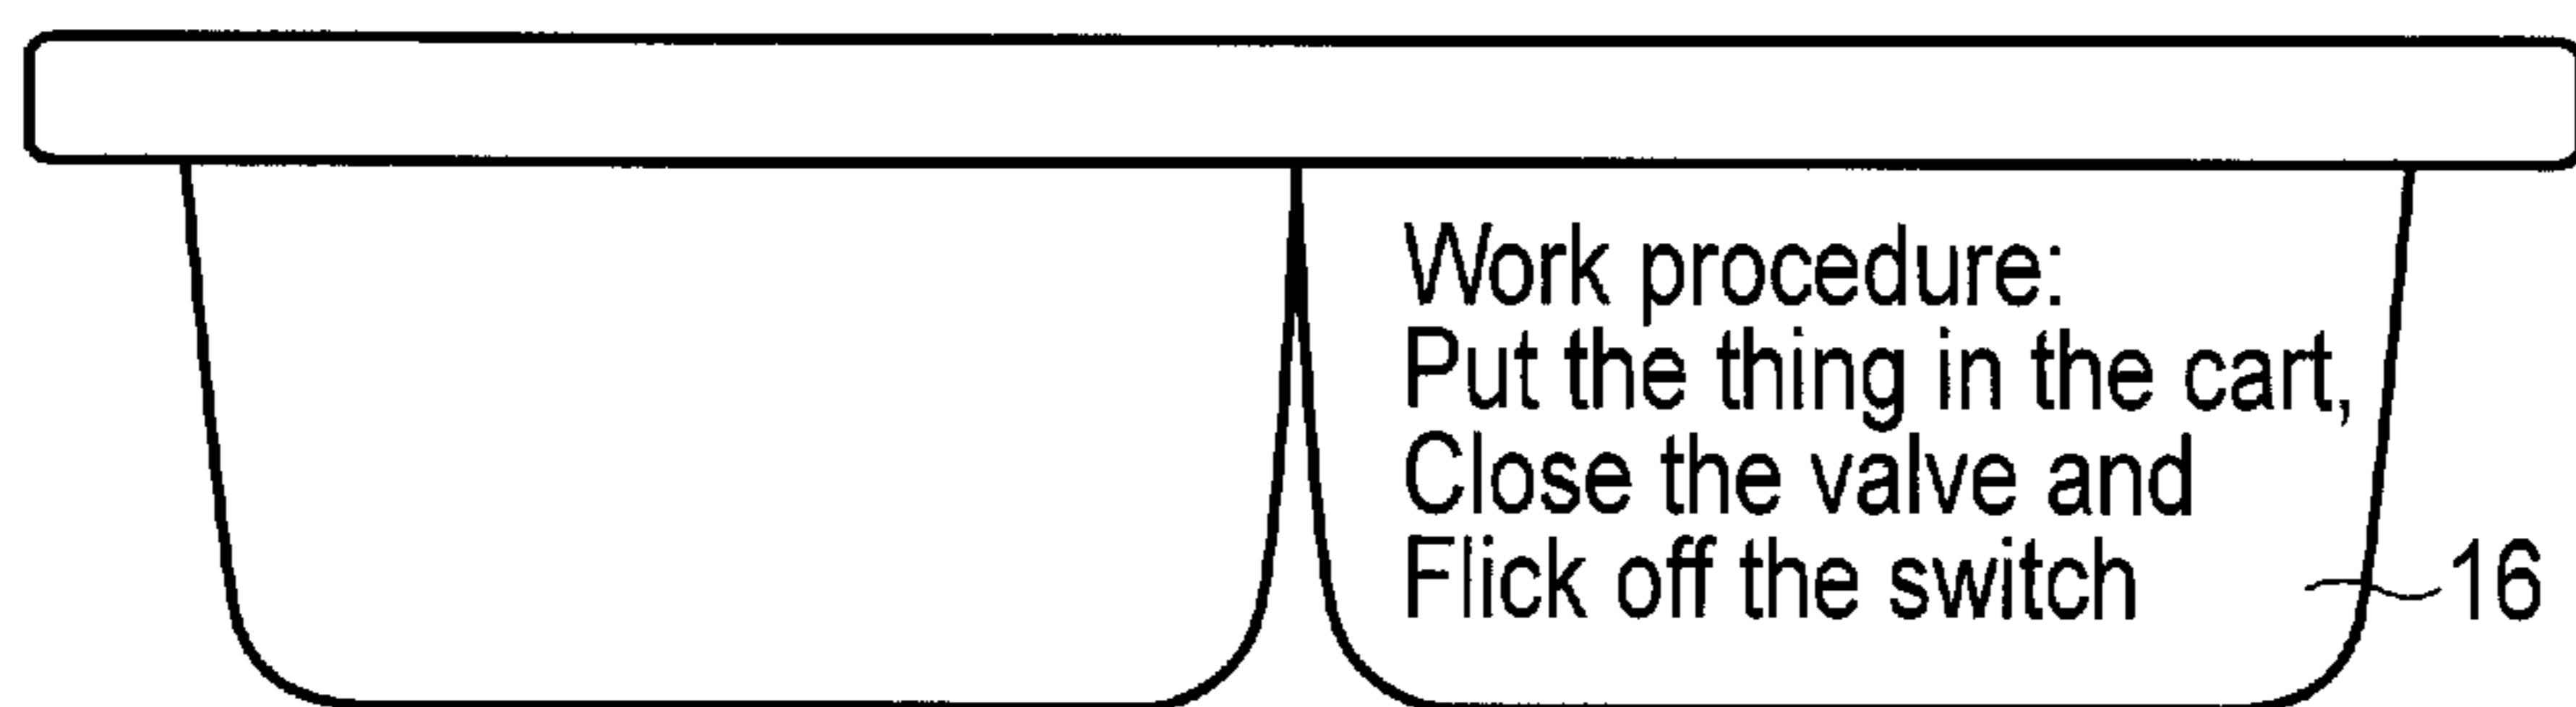 Work procedure:
Put the thing in the cart,
Close the valve and
Flick off the switch
16